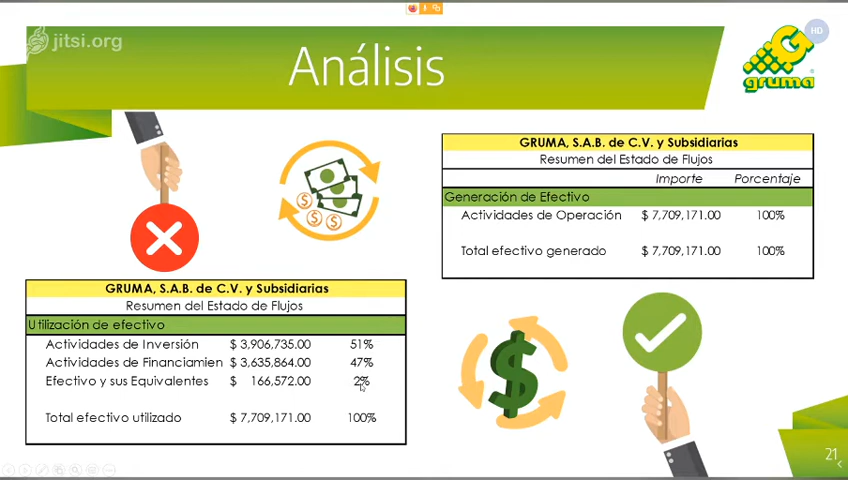 jitsi.org
HD
Análisis
gruma
GRUMA, S.A.B. de C.V. y Subsidiarias
Resumen del Estado de Flujos
Importe Porcentaje
Generación de Efectivo
Actividades de Operación $ 7,709,171.00 100%
Total efectivo generado $ 7,709,171.00 100%
GRUMA, S.A.B. de C.V. y Subsidiarias
Resumen del Estado de Flujos
Utilización de efectivo
Actividades de Inversión $ 3,906,735.00 51%
Actividades de Financiamien $ 3,635,864.00 47%
Efectivo y sus Equivalentes $ 166,572.00 2%
Total efectivo utilizado $ 7,709,171.00 100%
21